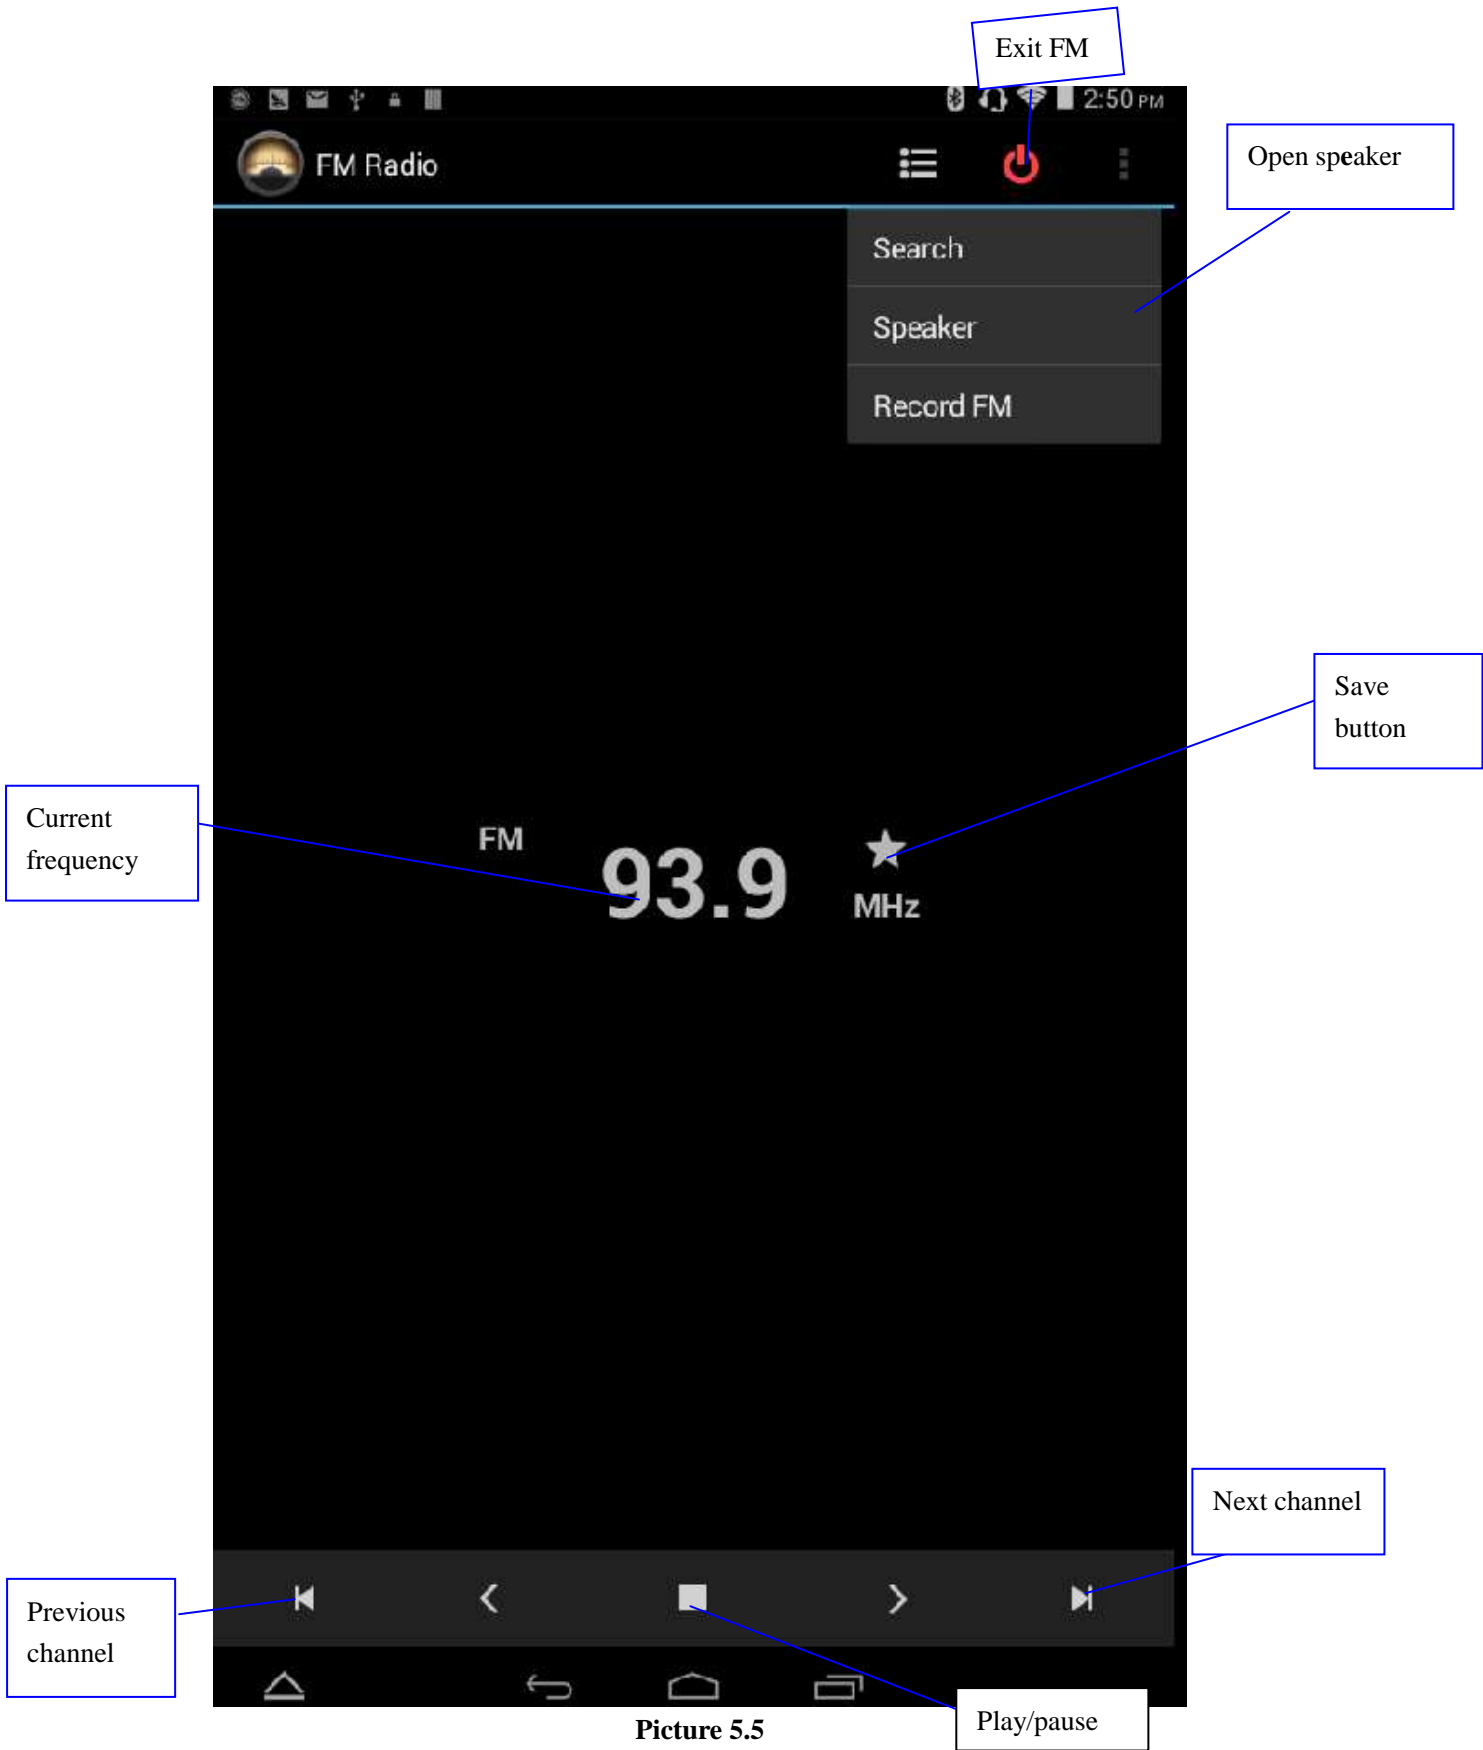 Exit FM
2:50 PM
FM Radio
Open speaker
Search
Speaker
Record FM
Save
button
Current
frequency
FM
93.9
MHz
Next channel
Previous
channel
Play/pause
Picture 5.5